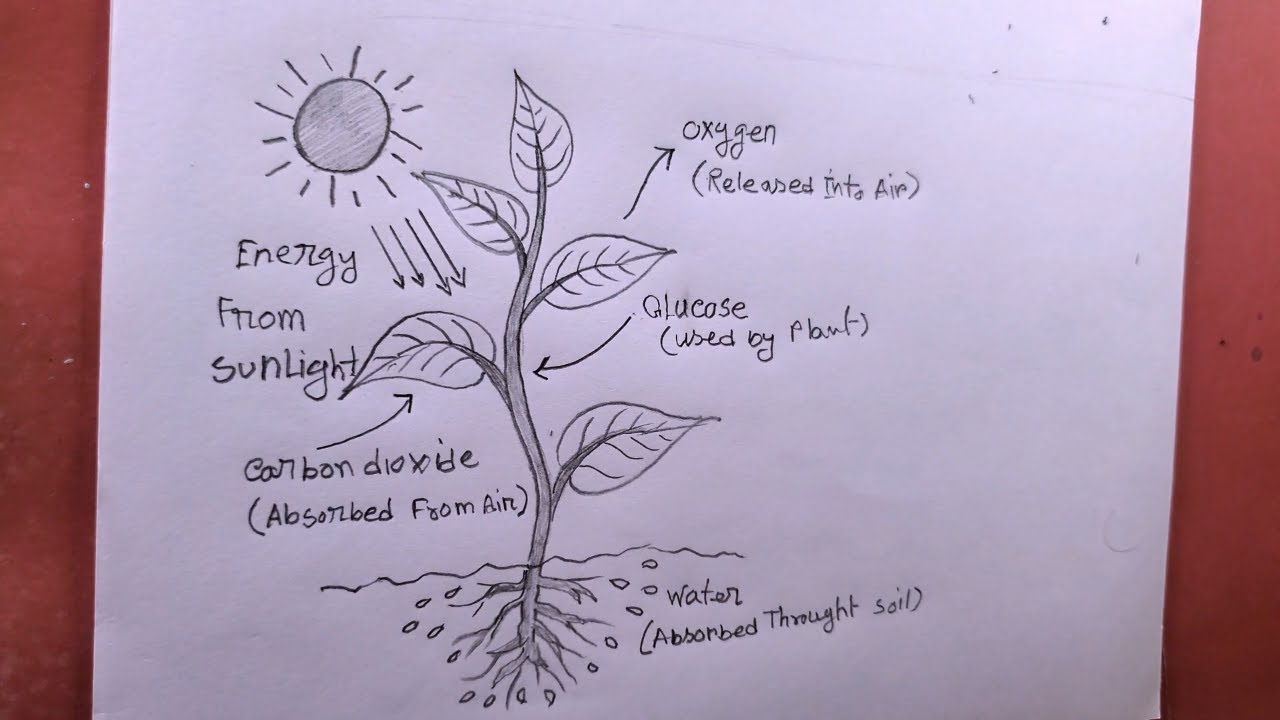 Oxygen
(Released Into Air)
Energy
From
Sunlight
Glucose
(Used by Plant)
Carbon dioxide
(Absorbed From Air)
Water
(Absorbed Throught Soil)